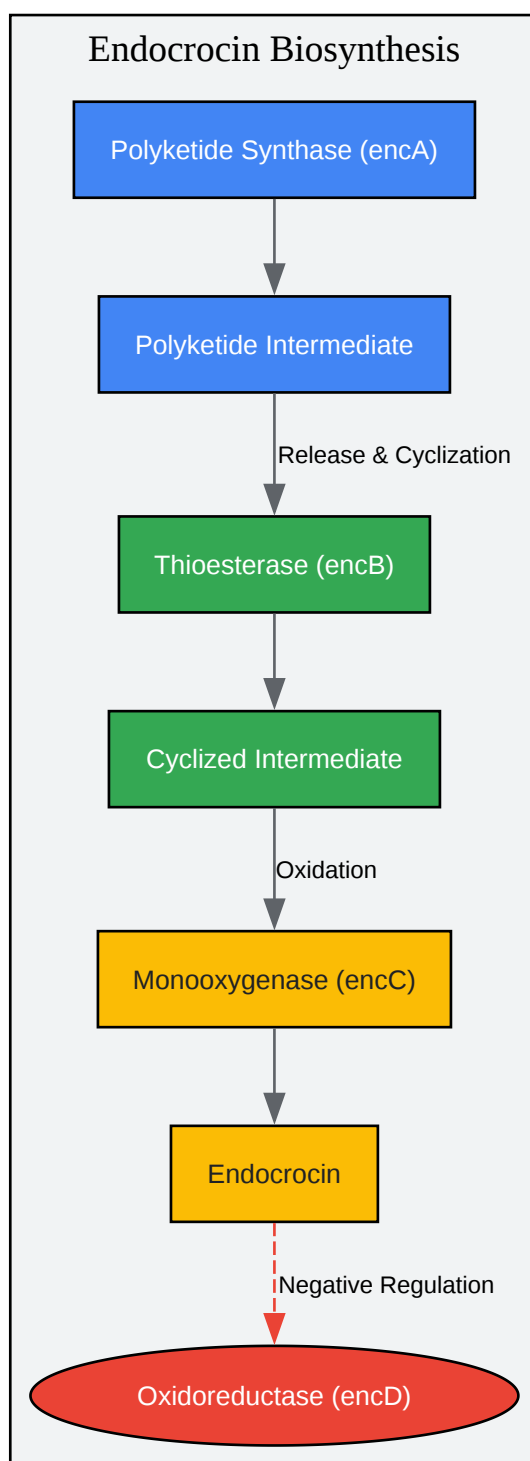 Endocrocin Biosynthesis
Polyketide Synthase (encA)
Polyketide Intermediate
Release & Cyclization
Thioesterase (encB)
Cyclized Intermediate
Oxidation
Monooxygenase (encC)
Endocrocin
Negative Regulation
Oxidoreductase (encD)